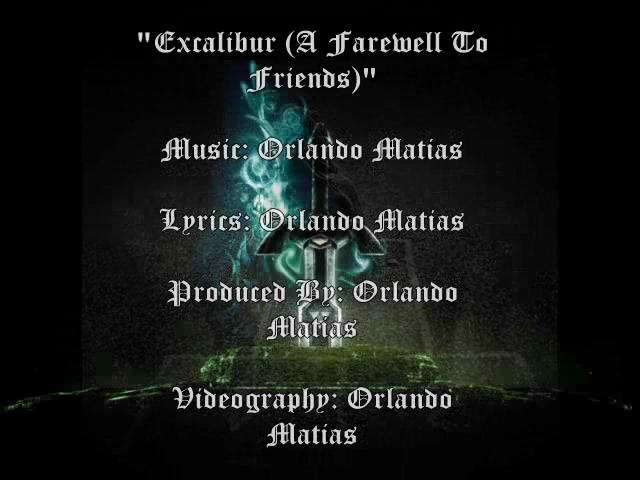 "Excalibur (A Farewell To
Friends)"
Music: Orlando Matias
Lyrics: Orlando Matias
Produced By: Orlando
Matias
Videography: Orlando
Matias